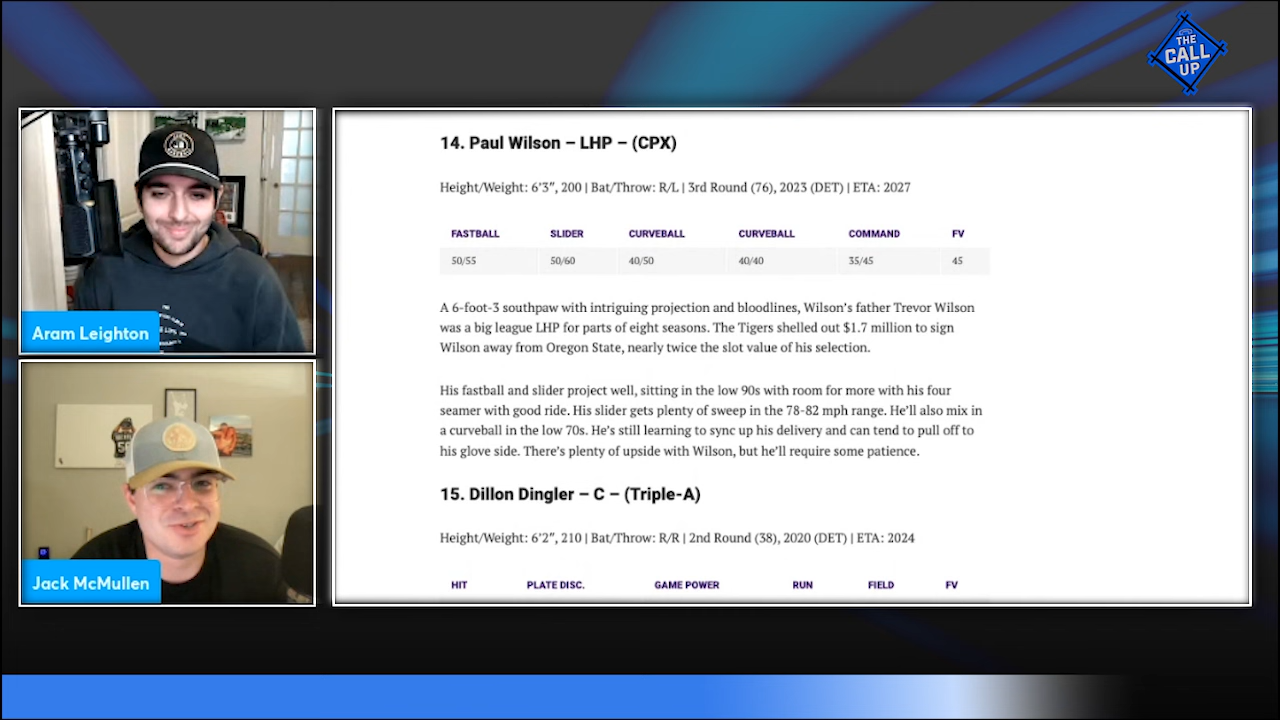 THE
CALL
UP
Aram Leighton
Jack McMullen
14. Paul Wilson – LHP – (CPX)
Height/Weight: 6’3″, 200 | Bat/Throw: R/L | 3rd Round (76), 2023 (DET) | ETA: 2027
FASTBALL SLIDER CURVEBALL CURVEBALL COMMAND FV
50/55 50/60 40/50 40/40 35/45 45
A 6-foot-3 southpaw with intriguing projection and bloodlines, Wilson’s father Trevor Wilson
was a big league LHP for parts of eight seasons. The Tigers shelled out $1.7 million to sign
Wilson away from Oregon State, nearly twice the slot value of his selection.
His fastball and slider project well, sitting in the low 90s with room for more with his four
seamer with good ride. His slider gets plenty of sweep in the 78-82 mph range. He’ll also mix in
a curveball in the low 70s. He’s still learning to sync up his delivery and can tend to pull off to
his glove side. There’s plenty of upside with Wilson, but he’ll require some patience.
15. Dillon Dingler – C – (Triple-A)
Height/Weight: 6’2″, 210 | Bat/Throw: R/R | 2nd Round (38), 2020 (DET) | ETA: 2024
HIT PLATE DISC. GAME POWER RUN FIELD FV